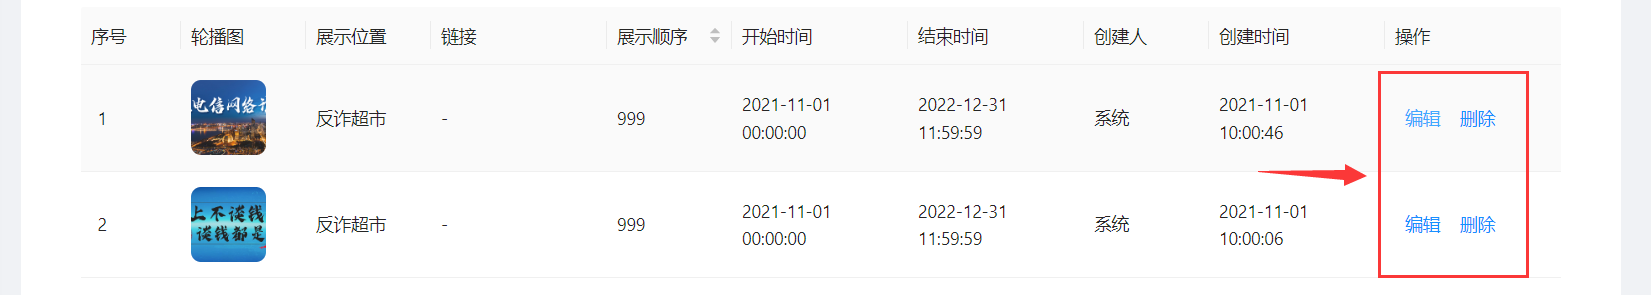 序号 轮播图 展示位置 链接 展示顺序 开始时间 结束时间 创建人 创建时间 操作
1 电信网络 反诈超市 - 999 2021-11-01 00:00:00 2022-12-31 11:59:59 系统 2021-11-01 10:00:46 编辑 删除
2 上不谈钱 谈钱都是 反诈超市 - 999 2021-11-01 00:00:00 2022-12-31 11:59:59 系统 2021-11-01 10:00:06 编辑 删除